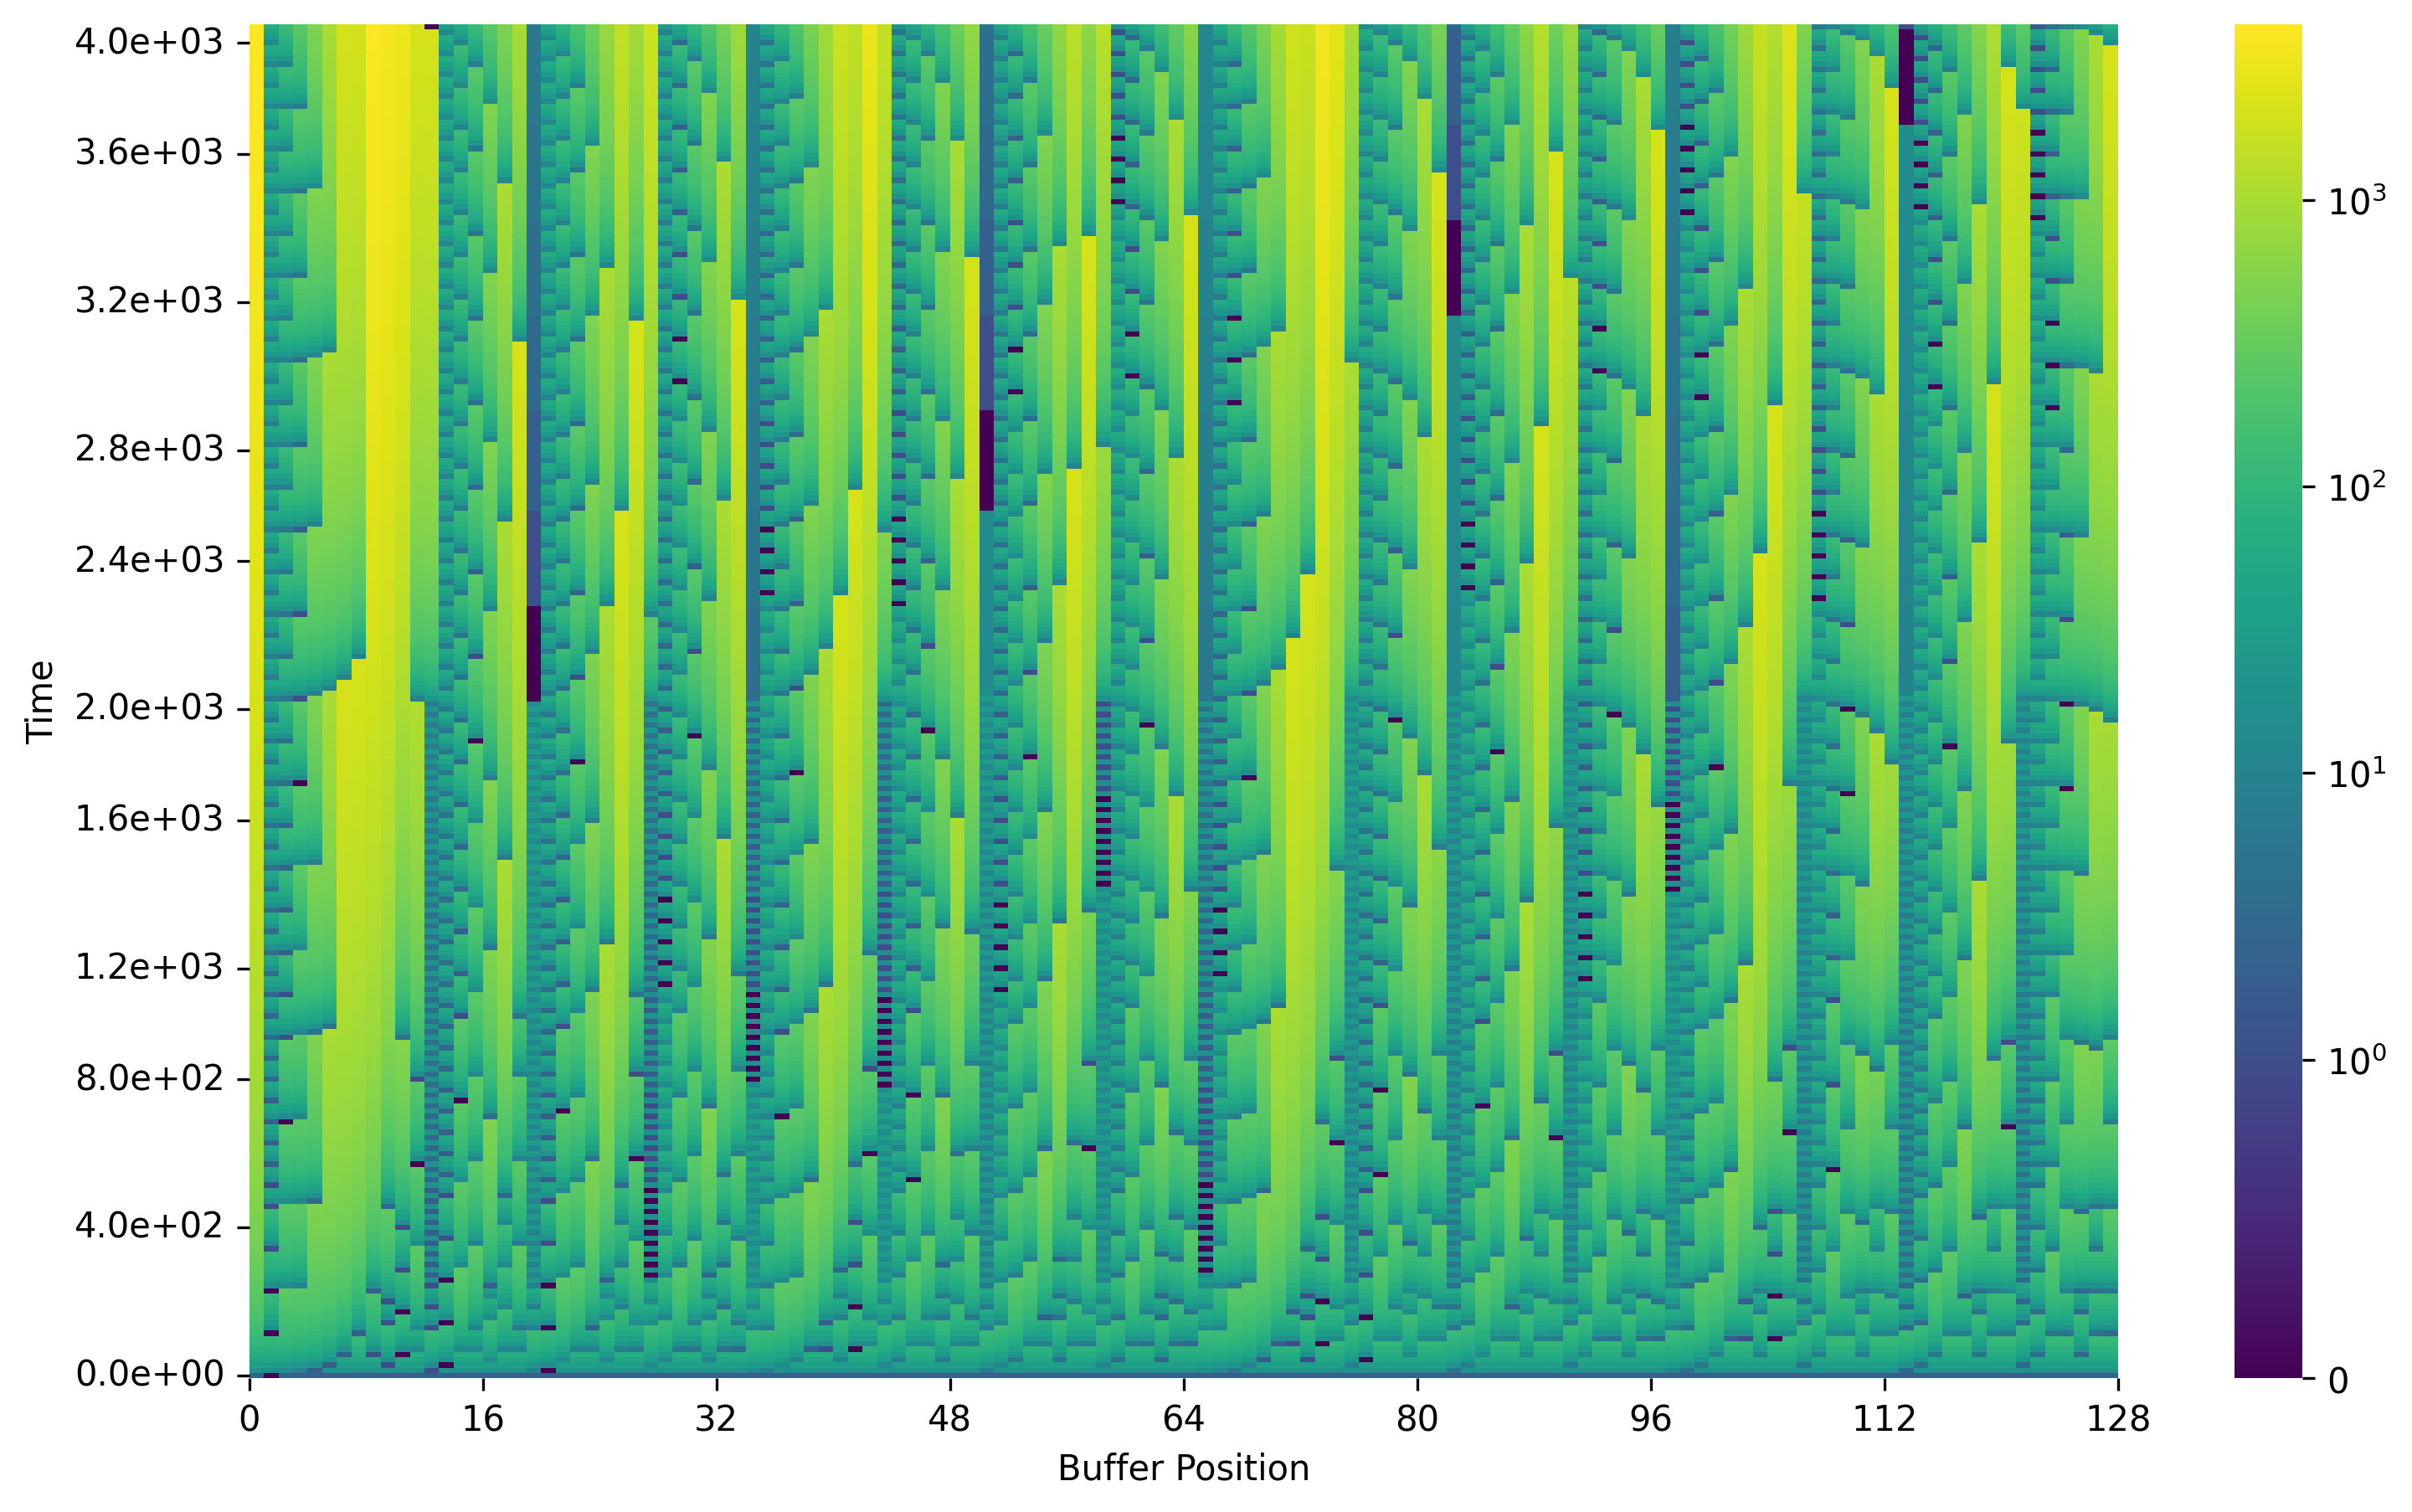 4.0e+03
3.6e+03
3.2e+03
2.8e+03
2.4e+03
2.0e+03
1.6e+03
1.2e+03
8.0e+02
4.0e+02
0.0e+00
Time
0 16 32 48 64 80 96 112 128
Buffer Position
10³
10²
10¹
10⁰
0